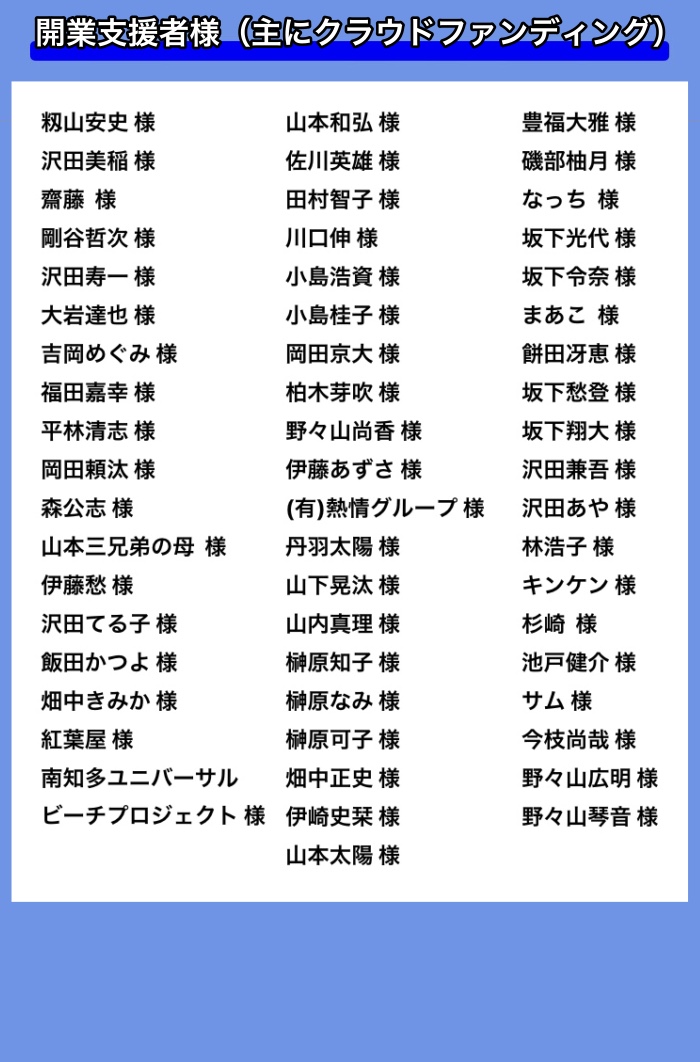 開業支援者様（主にクラウドファンディング）
籾山安史 様
沢田美稲 様
齋藤 様
剛谷哲次 様
沢田寿一 様
大岩達也 様
吉岡めぐみ 様
福田嘉幸 様
平林清志 様
岡田頼汰 様
森公志 様
山本三兄弟の母 様
伊藤愁 様
沢田てる子 様
飯田かつよ 様
畑中きみか 様
紅葉屋 様
南知多ユニバーサル
ビーチプロジェクト 様
山本和弘 様
佐川英雄 様
田村智子 様
川口伸 様
小島浩資 様
小島桂子 様
岡田京大 様
柏木芽吹 様
野々山尚香 様
伊藤あずさ 様
(有)熱情グループ 様
丹羽太陽 様
山下晃汰 様
山内真理 様
榊原知子 様
榊原なみ 様
榊原可子 様
畑中正史 様
伊崎史栞 様
山本太陽 様
豊福大雅 様
磯部柚月 様
なっち 様
坂下光代 様
坂下令奈 様
まあこ 様
餅田冴恵 様
坂下愁登 様
坂下翔大 様
沢田兼吾 様
沢田あや 様
林浩子 様
キンケン 様
杉崎 様
池戸健介 様
サム 様
今枝尚哉 様
野々山広明 様
野々山琴音 様